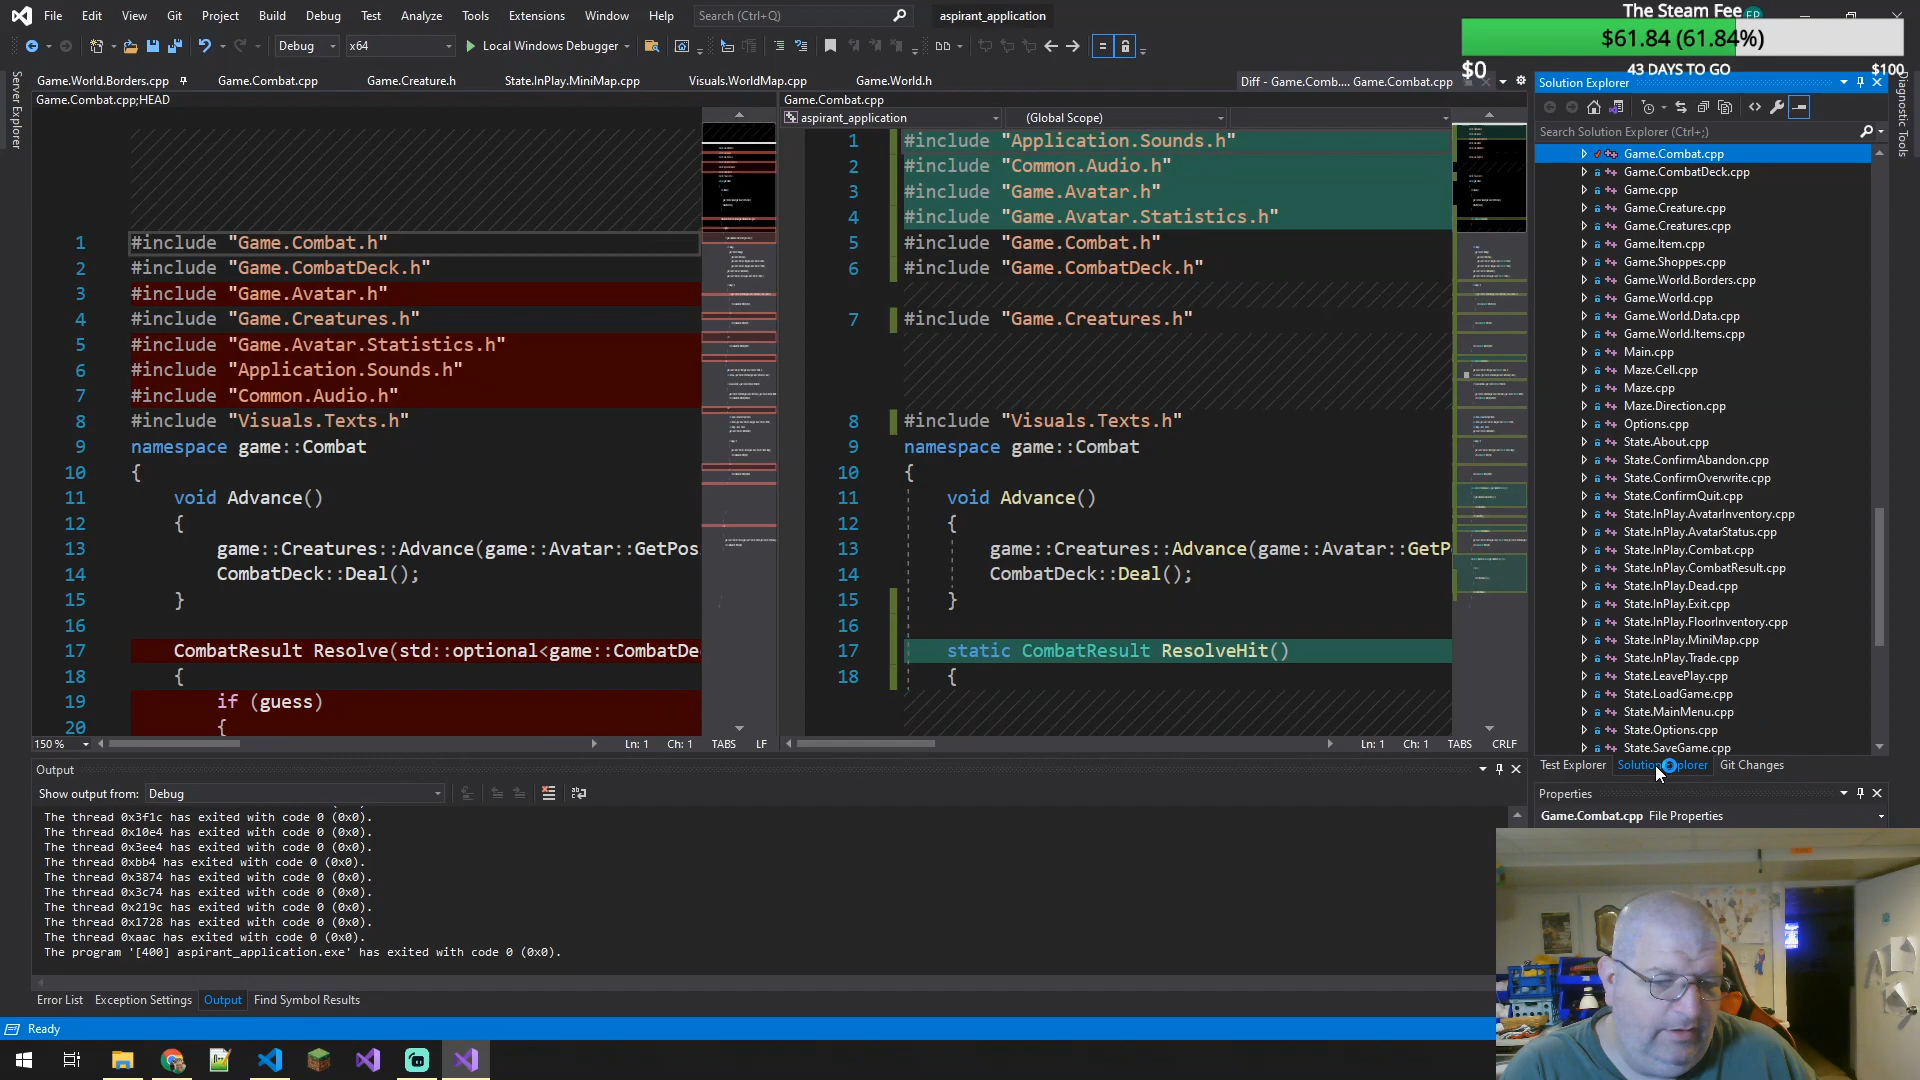 File Edit View Git Project Build Debug Test Analyze Tools Extensions Window Help Search (Ctrl+Q) aspirant_application
The Steam Fee EP
$61.84 (61.84%)
$0 43 DAYS TO GO $100
Debug x64 Local Windows Debugger
Server Explorer
Diagnostic Tools
Game.World.Borders.cpp Game.Combat.cpp Game.Creature.h State.InPlay.MiniMap.cpp Visuals.WorldMap.cpp Game.World.h Diff - Game.Comb.... Game.Combat.cpp
Game.Combat.cpp;HEAD
1 #include "Game.Combat.h"
2 #include "Game.CombatDeck.h"
3 #include "Game.Avatar.h"
4 #include "Game.Creatures.h"
5 #include "Game.Avatar.Statistics.h"
6 #include "Application.Sounds.h"
7 #include "Common.Audio.h"
8 #include "Visuals.Texts.h"
9 namespace game::Combat
10 {
11 void Advance()
12 {
13 game::Creatures::Advance(game::Avatar::GetPos
14 CombatDeck::Deal();
15 }
16
17 CombatResult Resolve(std::optional<game::CombatDe
18 {
19 if (guess)
20 {
150 % Ln: 1 Ch: 1 TABS LF
Game.Combat.cpp
aspirant_application (Global Scope)
1 #include "Application.Sounds.h"
2 #include "Common.Audio.h"
3 #include "Game.Avatar.h"
4 #include "Game.Avatar.Statistics.h"
5 #include "Game.Combat.h"
6 #include "Game.CombatDeck.h"
7 #include "Game.Creatures.h"
8 #include "Visuals.Texts.h"
9 namespace game::Combat
10 {
11 void Advance()
12 {
13 game::Creatures::Advance(game::Avatar::GetP
14 CombatDeck::Deal();
15 }
16
17 static CombatResult ResolveHit()
18 {
Ln: 1 Ch: 1 TABS CRLF
Solution Explorer
Search Solution Explorer (Ctrl+;)
Game.Combat.cpp
Game.CombatDeck.cpp
Game.cpp
Game.Creature.cpp
Game.Creatures.cpp
Game.Item.cpp
Game.Shoppes.cpp
Game.World.Borders.cpp
Game.World.cpp
Game.World.Data.cpp
Game.World.Items.cpp
Main.cpp
Maze.Cell.cpp
Maze.cpp
Maze.Direction.cpp
Options.cpp
State.About.cpp
State.ConfirmAbandon.cpp
State.ConfirmOverwrite.cpp
State.ConfirmQuit.cpp
State.InPlay.AvatarInventory.cpp
State.InPlay.AvatarStatus.cpp
State.InPlay.Combat.cpp
State.InPlay.CombatResult.cpp
State.InPlay.Dead.cpp
State.InPlay.Exit.cpp
State.InPlay.FloorInventory.cpp
State.InPlay.MiniMap.cpp
State.InPlay.Trade.cpp
State.LeavePlay.cpp
State.LoadGame.cpp
State.MainMenu.cpp
State.Options.cpp
State.SaveGame.cpp
Test Explorer Solution Explorer Git Changes
Properties
Game.Combat.cpp File Properties
Output
Show output from: Debug
The thread 0x3f1c has exited with code 0 (0x0).
The thread 0x10e4 has exited with code 0 (0x0).
The thread 0x3ee4 has exited with code 0 (0x0).
The thread 0xbb4 has exited with code 0 (0x0).
The thread 0x3874 has exited with code 0 (0x0).
The thread 0x3c74 has exited with code 0 (0x0).
The thread 0x219c has exited with code 0 (0x0).
The thread 0x1728 has exited with code 0 (0x0).
The thread 0xaac has exited with code 0 (0x0).
The program '[400] aspirant_application.exe' has exited with code 0 (0x0).
Error List Exception Settings Output Find Symbol Results
Ready